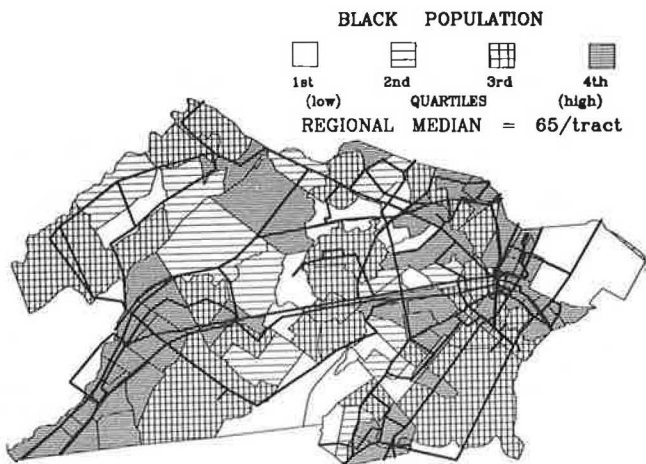 BLACK POPULATION
1st 2nd 3rd 4th
(low) QUARTILES (high)
REGIONAL MEDIAN = 65/tract